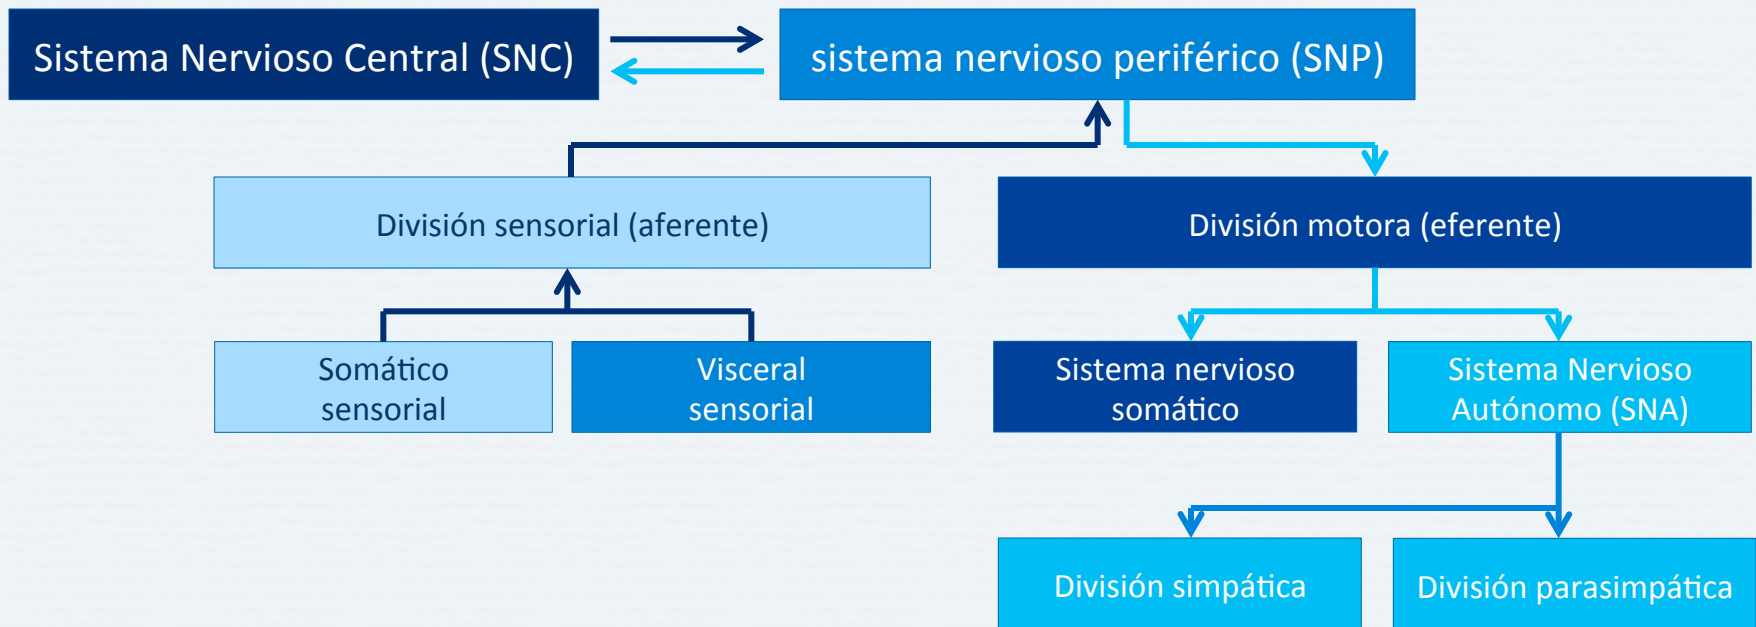 Sistema Nervioso Central (SNC)
sistema nervioso periférico (SNP)
División sensorial (aferente)
División motora (eferente)
Somático
sensorial
Visceral
sensorial
Sistema nervioso
somático
Sistema Nervioso
Autónomo (SNA)
División simpática
División parasimpática